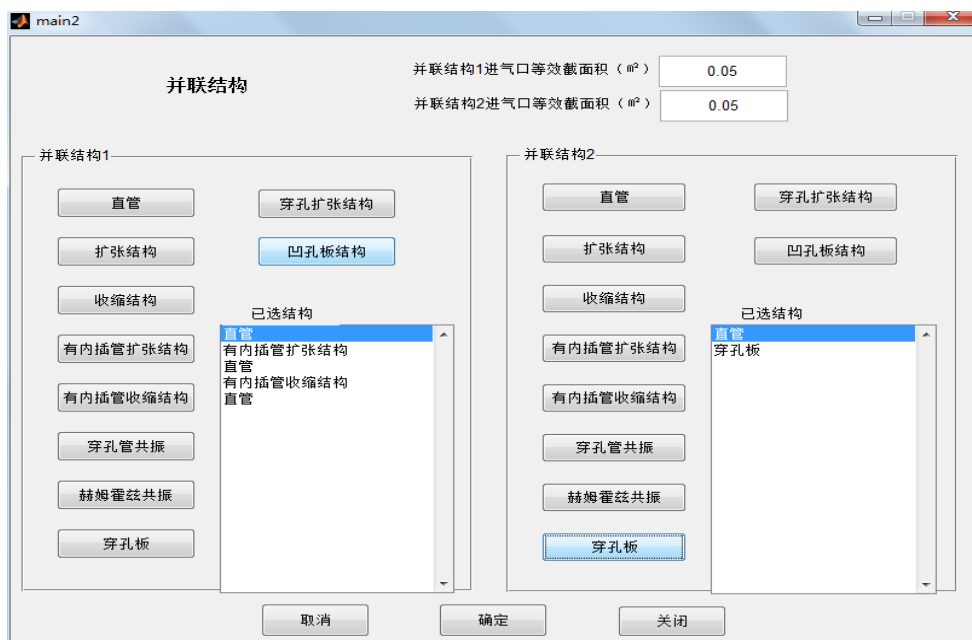 main2
并联结构
并联结构1进气口等效截面积（㎡） 0.05
并联结构2进气口等效截面积（㎡） 0.05
并联结构1
直管 穿孔扩张结构
扩张结构 凹孔板结构
收缩结构
已选结构
有内插管扩张结构
有内插管收缩结构
穿孔管共振
赫姆霍兹共振
穿孔板
直管
有内插管扩张结构
直管
有内插管收缩结构
直管
并联结构2
直管 穿孔扩张结构
扩张结构 凹孔板结构
收缩结构
已选结构
有内插管扩张结构
有内插管收缩结构
穿孔管共振
赫姆霍兹共振
穿孔板
直管
穿孔板
取消 确定 关闭